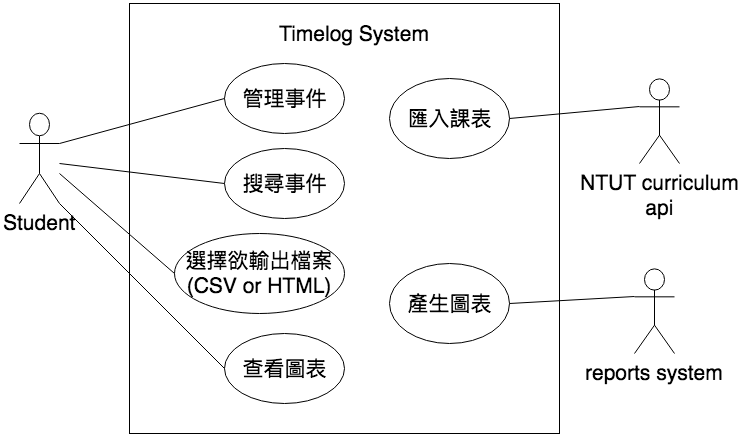 Timelog System
管理事件
匯入課表
搜尋事件
NTUT curriculum
api
Student
選擇欲輸出檔案
(CSV or HTML)
產生圖表
查看圖表
reports system